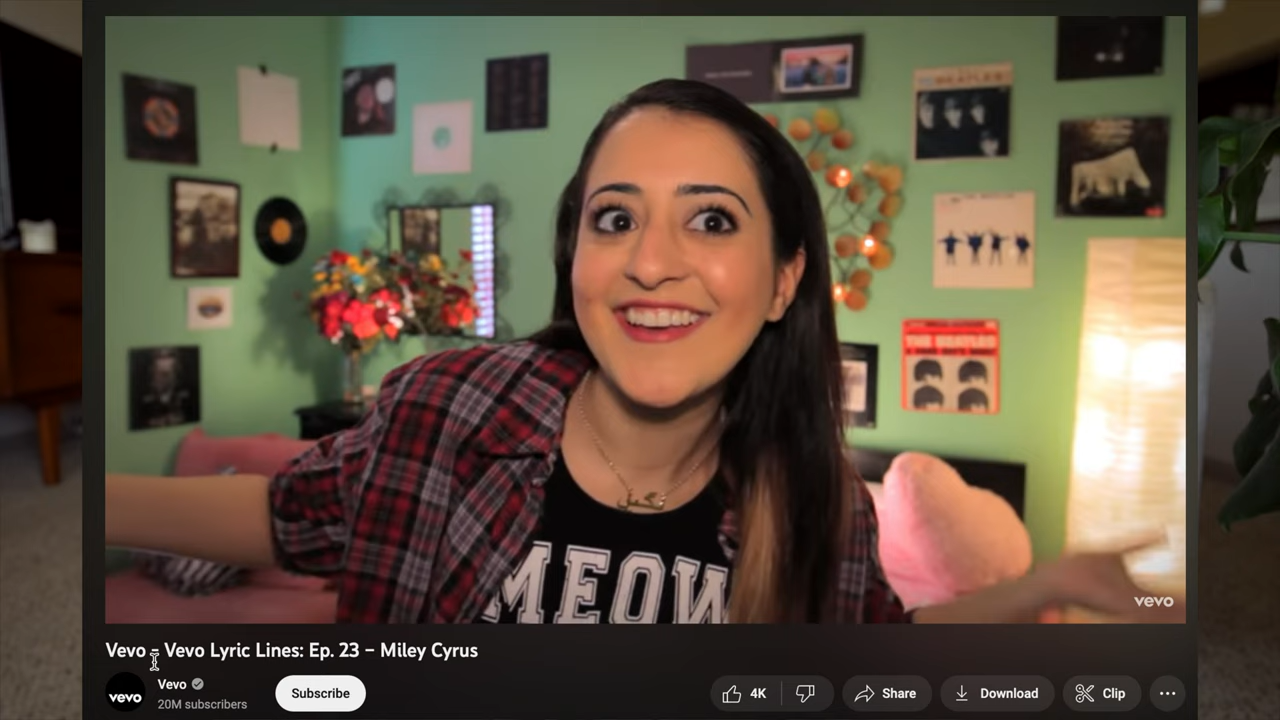 THE BEATLES
THE BEATLES
MEOW
vevo
Vevo - Vevo Lyric Lines: Ep. 23 – Miley Cyrus
vevo
Vevo
20M subscribers
Subscribe
4K
Share
Download
Clip